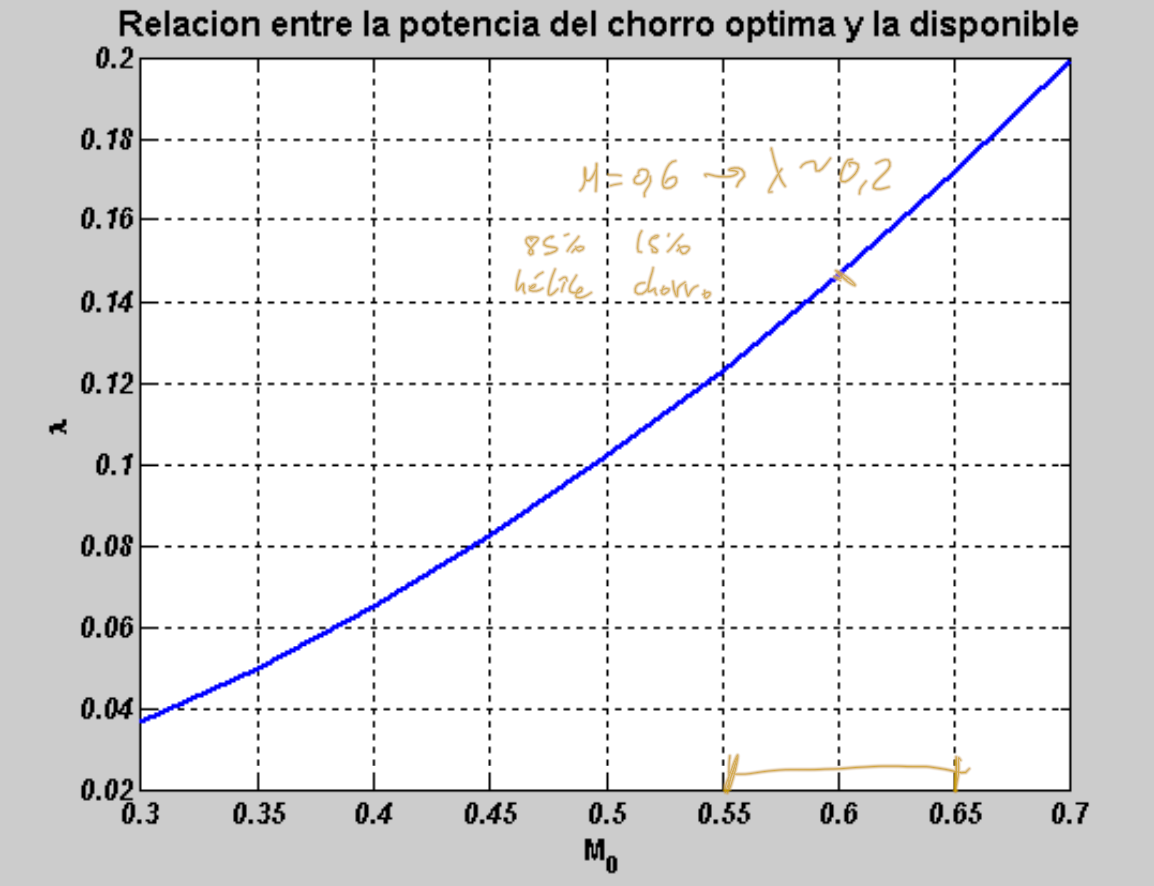 Relacion entre la potencia del chorro optima y la disponible
0.2
0.18
M=0,6 → λ~0,2
0.16
85% 15%
hélice chorro
0.14
0.12
λ
0.1
0.08
0.06
0.04
0.02
0.3 0.35 0.4 0.45 0.5 0.55 0.6 0.65 0.7
M₀